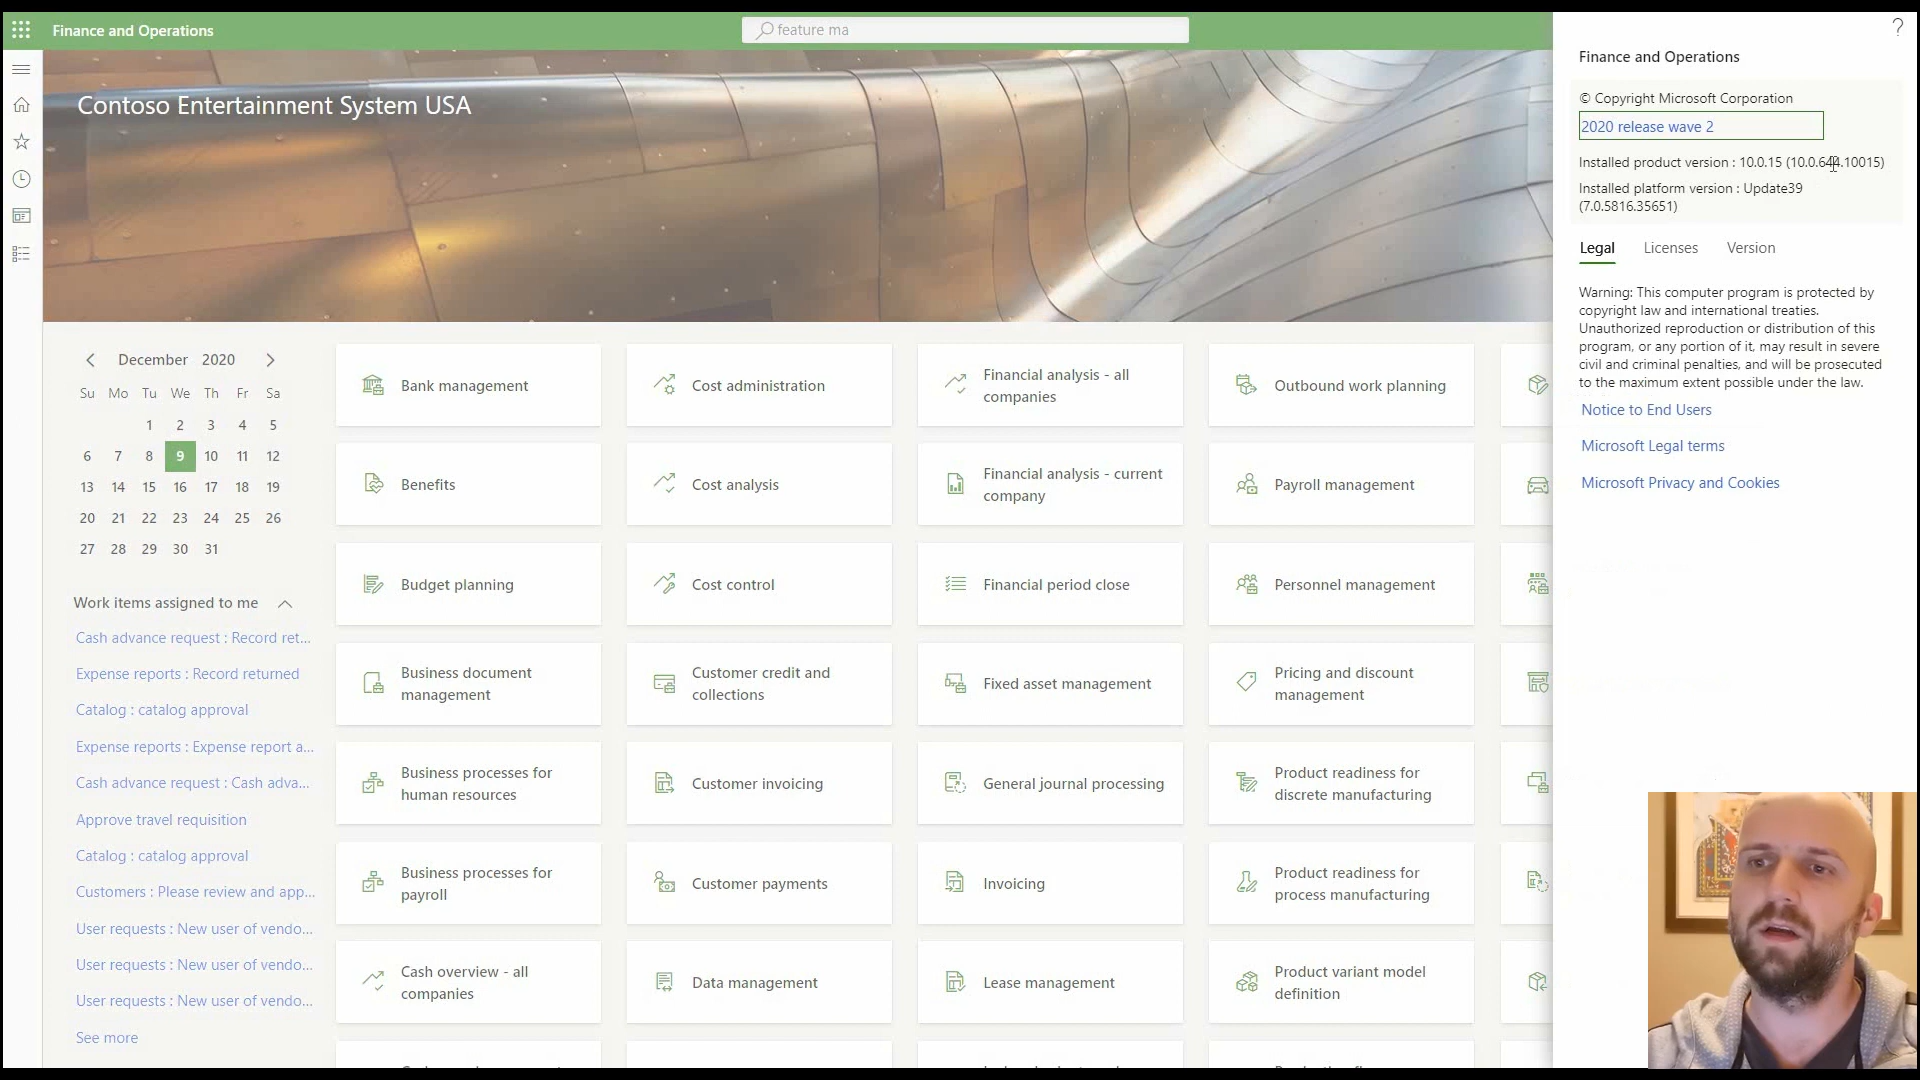 Finance and Operations
feature ma
?
Contoso Entertainment System USA
December 2020
Su Mo Tu We Th Fr Sa
1 2 3 4 5
6 7 8 9 10 11 12
13 14 15 16 17 18 19
20 21 22 23 24 25 26
27 28 29 30 31
Work items assigned to me
Cash advance request : Record ret...
Expense reports : Record returned
Catalog : catalog approval
Expense reports : Expense report a...
Cash advance request : Cash adva...
Approve travel requisition
Catalog : catalog approval
Customers : Please review and app...
User requests : New user of vendo...
User requests : New user of vendo...
User requests : New user of vendo...
See more
Bank management
Benefits
Budget planning
Business document
management
Business processes for
human resources
Business processes for
payroll
Cash overview - all
companies
Cost administration
Cost analysis
Cost control
Customer credit and
collections
Customer invoicing
Customer payments
Data management
Financial analysis - all
companies
Financial analysis - current
company
Financial period close
Fixed asset management
General journal processing
Invoicing
Lease management
Outbound work planning
Payroll management
Personnel management
Pricing and discount
management
Product readiness for
discrete manufacturing
Product readiness for
process manufacturing
Product variant model
definition
Finance and Operations
© Copyright Microsoft Corporation
2020 release wave 2
Installed product version : 10.0.15 (10.0.644.10015)
Installed platform version : Update39
(7.0.5816.35651)
Legal Licenses Version
Warning: This computer program is protected by
copyright law and international treaties.
Unauthorized reproduction or distribution of this
program, or any portion of it, may result in severe
civil and criminal penalties, and will be prosecuted
to the maximum extent possible under the law.
Notice to End Users
Microsoft Legal terms
Microsoft Privacy and Cookies